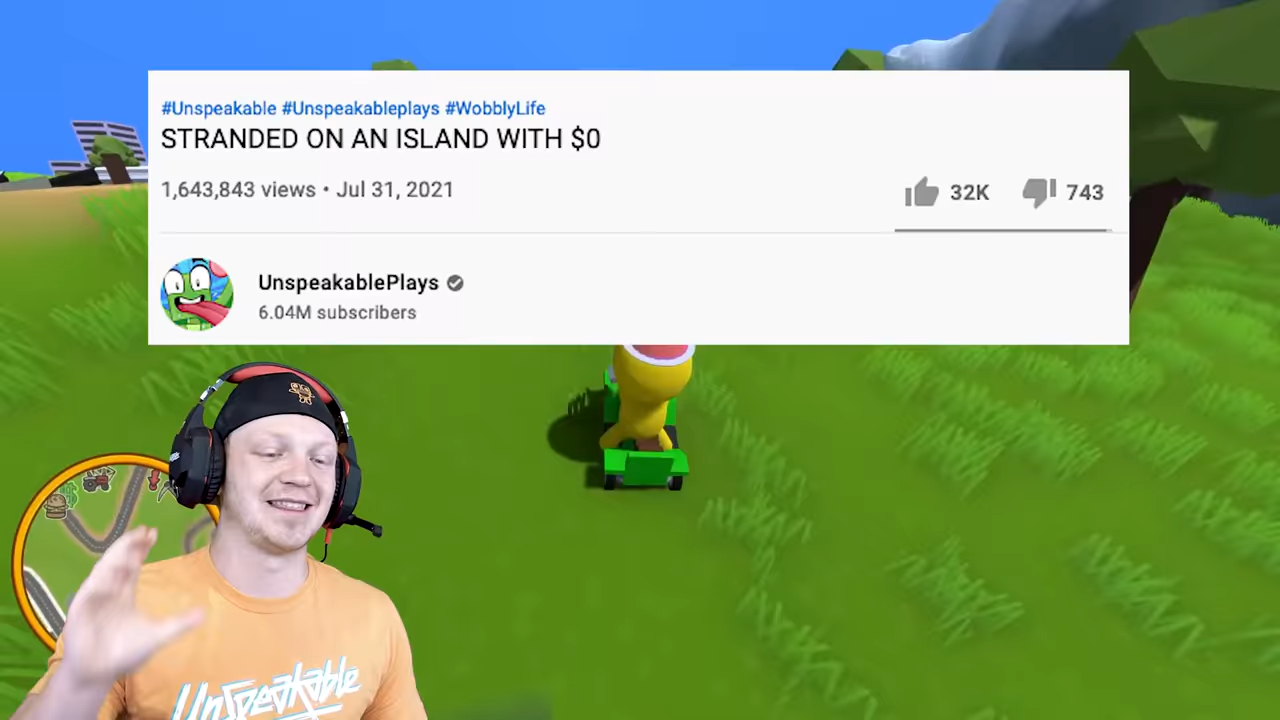 #Unspeakable #Unspeakableplays #WobblyLife
STRANDED ON AN ISLAND WITH $0
1,643,843 views • Jul 31, 2021
32K
743
UnspeakablePlays
6.04M subscribers
Unspeakable